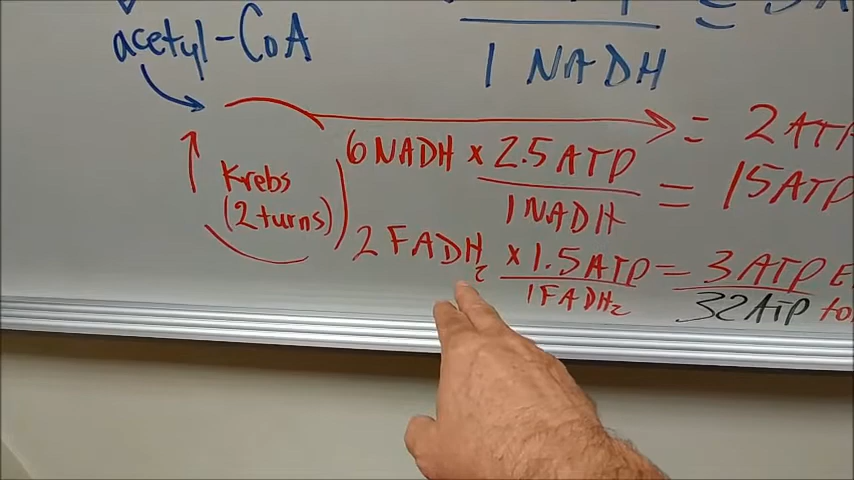 acetyl-CoA
1 NADH
= 2 ATP
6 NADH x 2.5 ATP
1 NADH
= 15 ATP
Krebs
(2 turns)
2 FADH₂ x 1.5 ATP
1 FADH₂
= 3 ATP
32 ATP